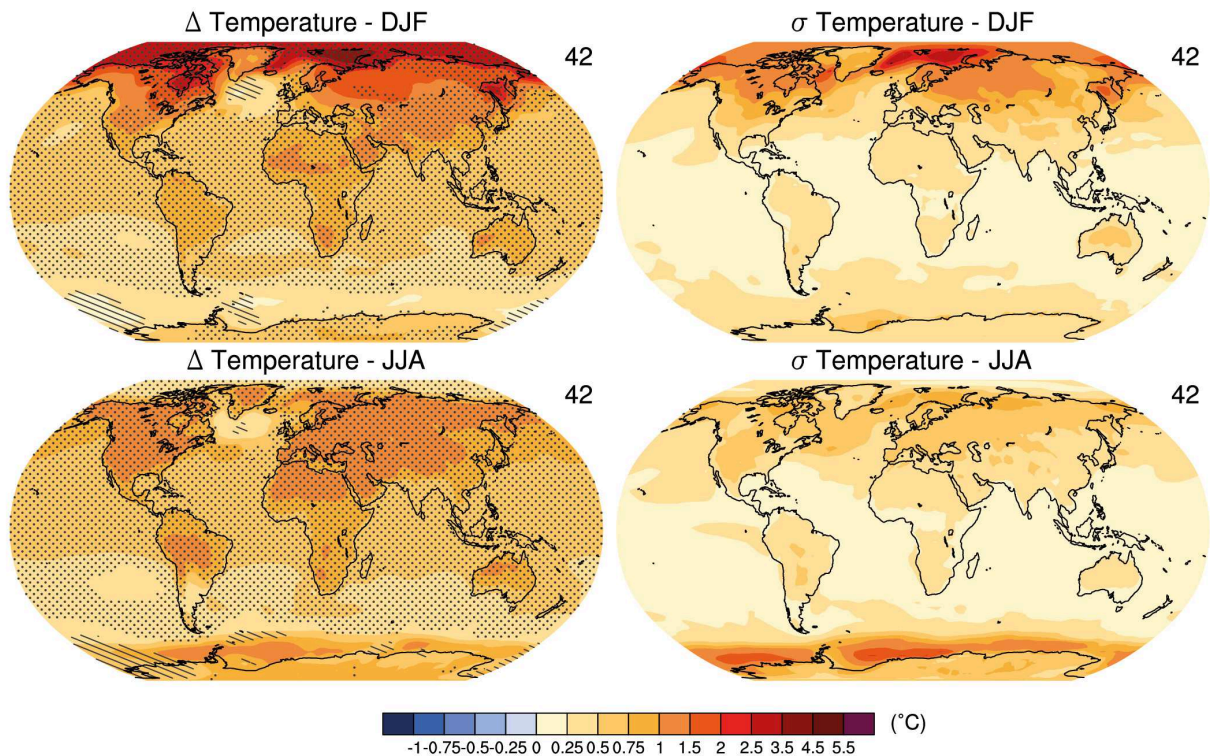 Δ Temperature - DJF
42
σ Temperature - DJF
42
Δ Temperature - JJA
42
σ Temperature - JJA
42
-1 -0.75 -0.5 -0.25 0 0.25 0.5 0.75 1 1.5 2 2.5 3.5 4.5 5.5
(°C)